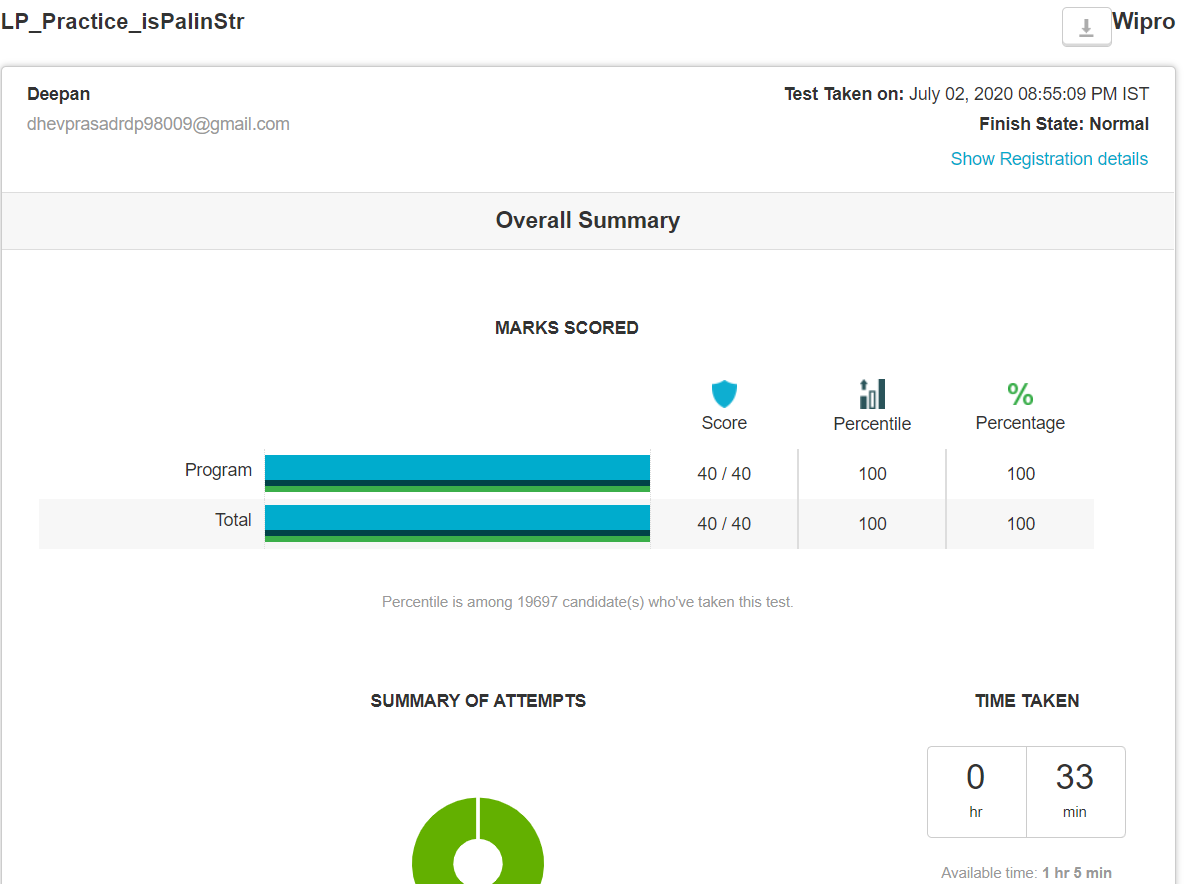 LP_Practice_isPalinStr
Wipro
Deepan
Test Taken on: July 02, 2020 08:55:09 PM IST
dhevprasadrdp98009@gmail.com
Finish State: Normal
Show Registration details
Overall Summary
MARKS SCORED
%
Score Percentile Percentage
Program 40 / 40 100 100
Total 40 / 40 100 100
Percentile is among 19697 candidate(s) who've taken this test.
SUMMARY OF ATTEMPTS
TIME TAKEN
0 33
hr min
Available time: 1 hr 5 min